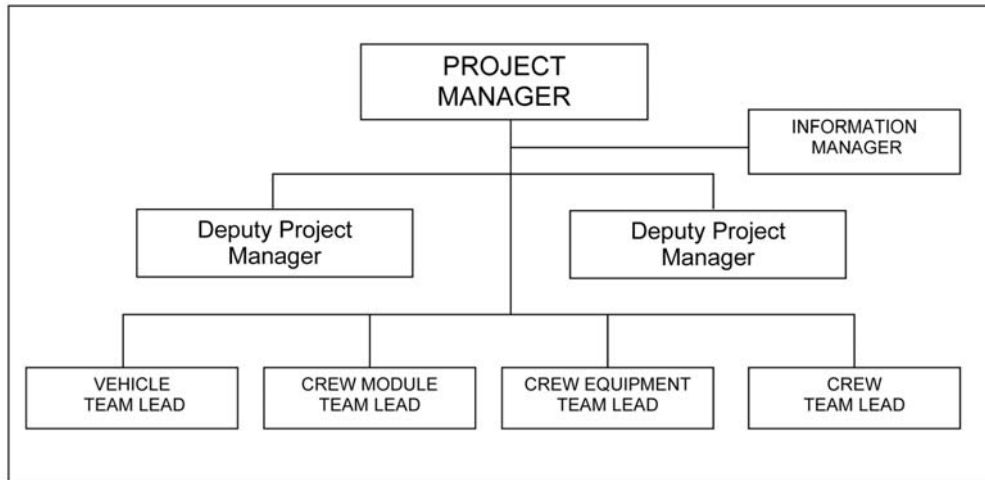 PROJECT
MANAGER
INFORMATION
MANAGER
Deputy Project
Manager
Deputy Project
Manager
VEHICLE
TEAM LEAD
CREW MODULE
TEAM LEAD
CREW EQUIPMENT
TEAM LEAD
CREW
TEAM LEAD